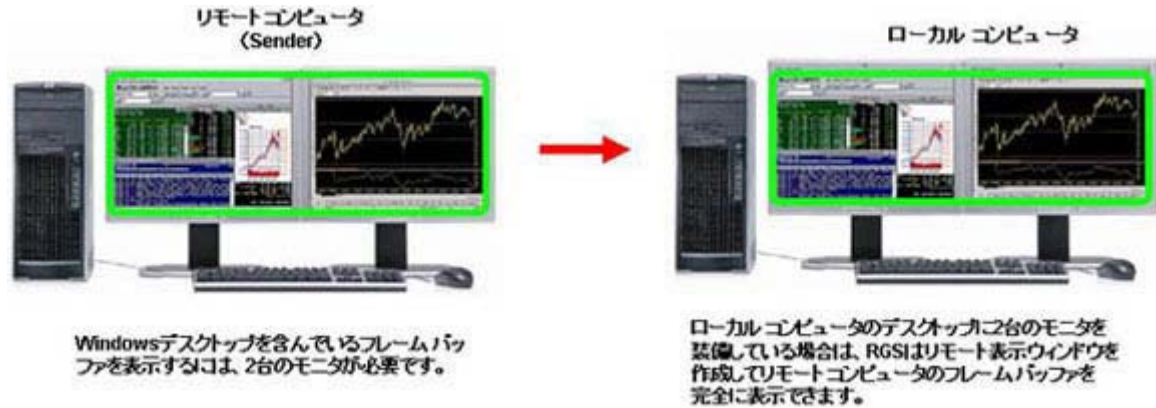 リモートコンピュータ
(Sender)
Windowsデスクトップを含んでいるフレーム バッ
ファを表示するには、2台のモニタが必要です。
ローカル コンピュータ
ローカル コンピュータのデスクトップに2台のモニタを
装備している場合は、RGSはリモート表示ウィンドウを
作成してリモートコンピュータのフレーム バッファを
完全に表示できます。